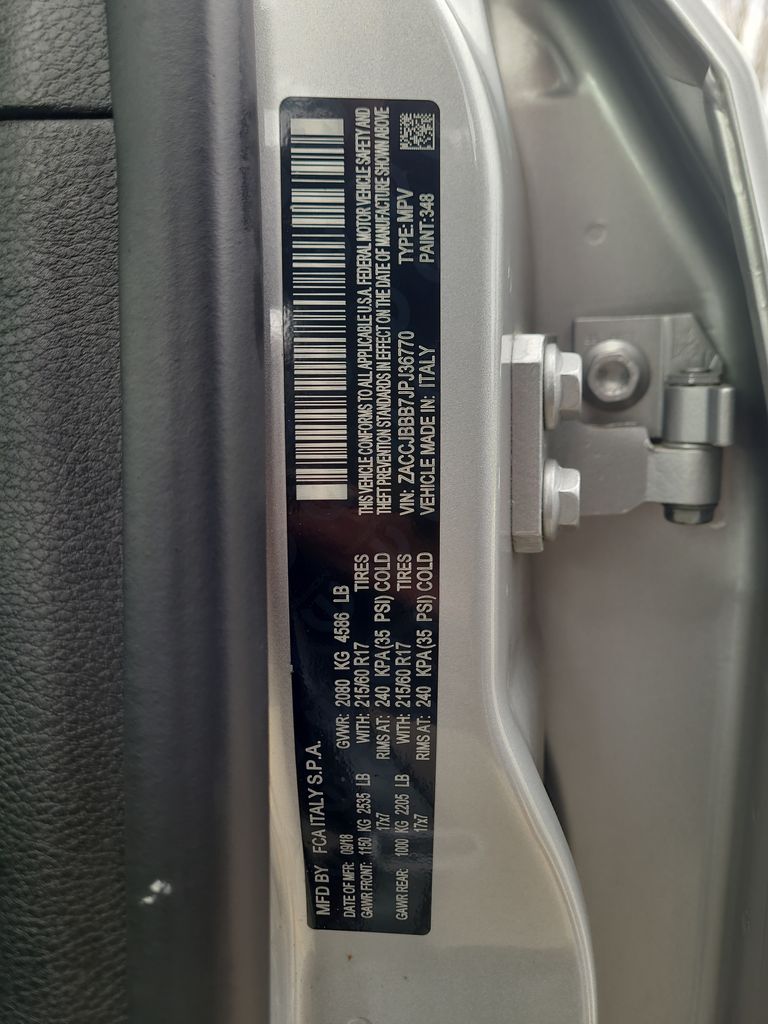 MFD BY FCA ITALY S.P.A.
DATE OF MFR: 09/18 GVWR: 2080 KG 4586 LB
GAWR FRONT: 1150 KG 2535 LB WITH: 215/60 R17 TIRES
17x7 RIMS AT: 240 KPA (35 PSI) COLD
GAWR REAR: 1000 KG 2205 LB WITH: 215/60 R17 TIRES
17x7 RIMS AT: 240 KPA (35 PSI) COLD
THIS VEHICLE CONFORMS TO ALL APPLICABLE U.S.A. FEDERAL MOTOR VEHICLE SAFETY AND
THEFT PREVENTION STANDARDS IN EFFECT ON THE DATE OF MANUFACTURE SHOWN ABOVE
VIN: ZACCJBBB7JPJ36770 TYPE: MPV
VEHICLE MADE IN: ITALY PAINT: 348